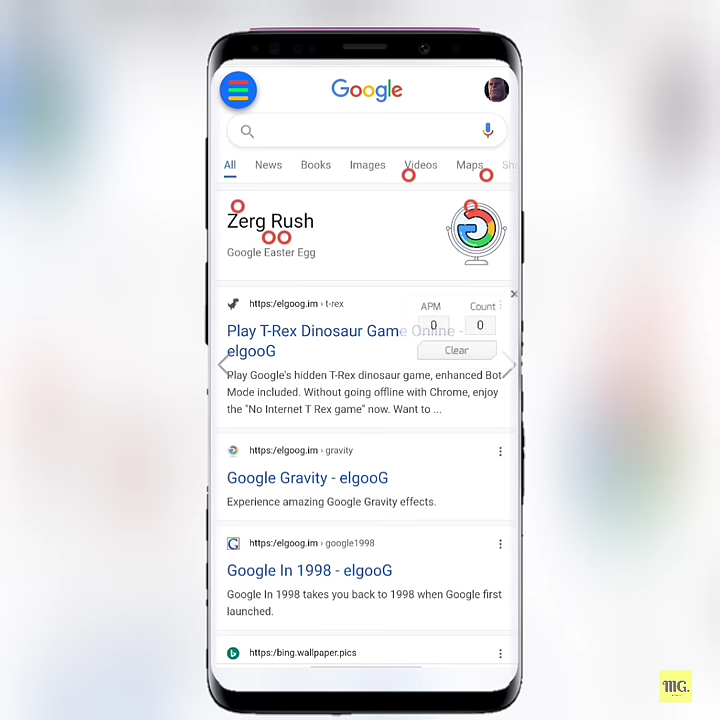 Google
All News Books Images Videos Maps Sh
Zerg Rush
Google Easter Egg
https:/elgoog.im › t-rex
APM Count
0 0
Clear
Play T-Rex Dinosaur Game Online -
elgooG
Play Google's hidden T-Rex dinosaur game, enhanced Bot
Mode included. Without going offline with Chrome, enjoy
the "No Internet T Rex game" now. Want to ...
https:/elgoog.im › gravity
Google Gravity - elgooG
Experience amazing Google Gravity effects.
https:/elgoog.im › google1998
Google In 1998 - elgooG
Google In 1998 takes you back to 1998 when Google first
launched.
https:/bing.wallpaper.pics
MG.